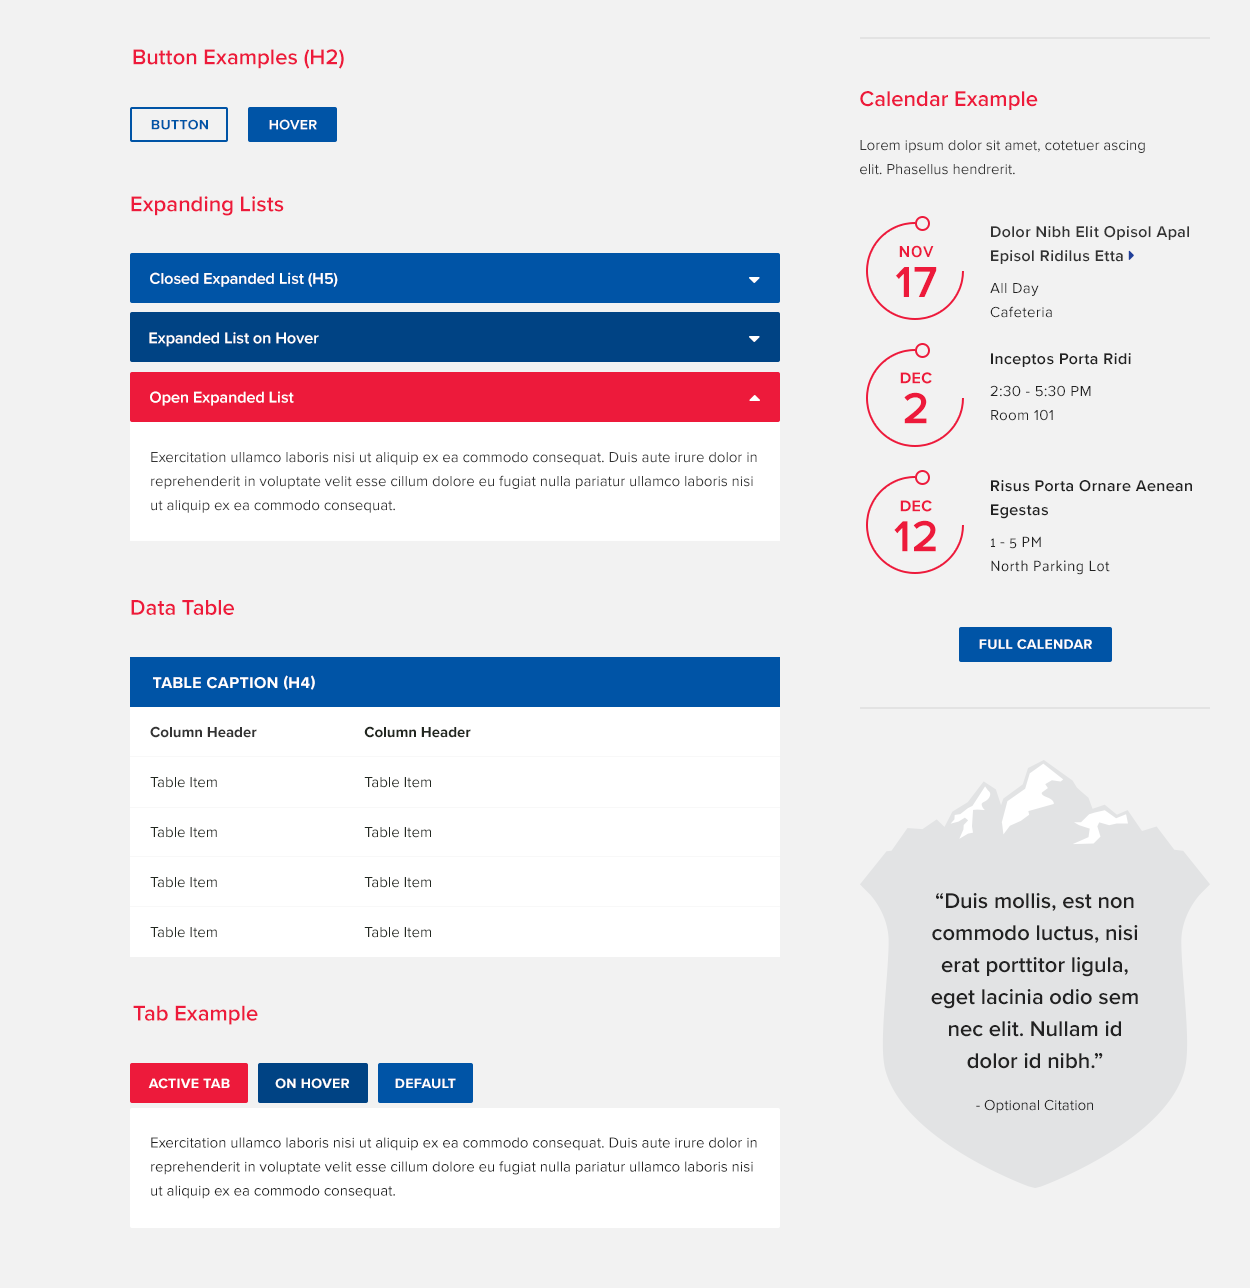 Button Examples (H2)
BUTTON
HOVER
Expanding Lists
Closed Expanded List (H5)
Expanded List on Hover
Open Expanded List
Exercitation ullamco laboris nisi ut aliquip ex ea commodo consequat. Duis aute irure dolor in
reprehenderit in voluptate velit esse cillum dolore eu fugiat nulla pariatur ullamco laboris nisi
ut aliquip ex ea commodo consequat.
Data Table
TABLE CAPTION (H4)
Column Header Column Header
Table Item Table Item
Table Item Table Item
Table Item Table Item
Table Item Table Item
Tab Example
ACTIVE TAB
ON HOVER
DEFAULT
Exercitation ullamco laboris nisi ut aliquip ex ea commodo consequat. Duis aute irure dolor in
reprehenderit in voluptate velit esse cillum dolore eu fugiat nulla pariatur ullamco laboris nisi
ut aliquip ex ea commodo consequat.
Calendar Example
Lorem ipsum dolor sit amet, cotetuer ascing
elit. Phasellus hendrerit.
NOV
17
Dolor Nibh Elit Opisol Apal
Episol Ridilus Etta
All Day
Cafeteria
DEC
2
Inceptos Porta Ridi
2:30 - 5:30 PM
Room 101
DEC
12
Risus Porta Ornare Aenean
Egestas
1 - 5 PM
North Parking Lot
FULL CALENDAR
“Duis mollis, est non
commodo luctus, nisi
erat porttitor ligula,
eget lacinia odio sem
nec elit. Nullam id
dolor id nibh.”
- Optional Citation